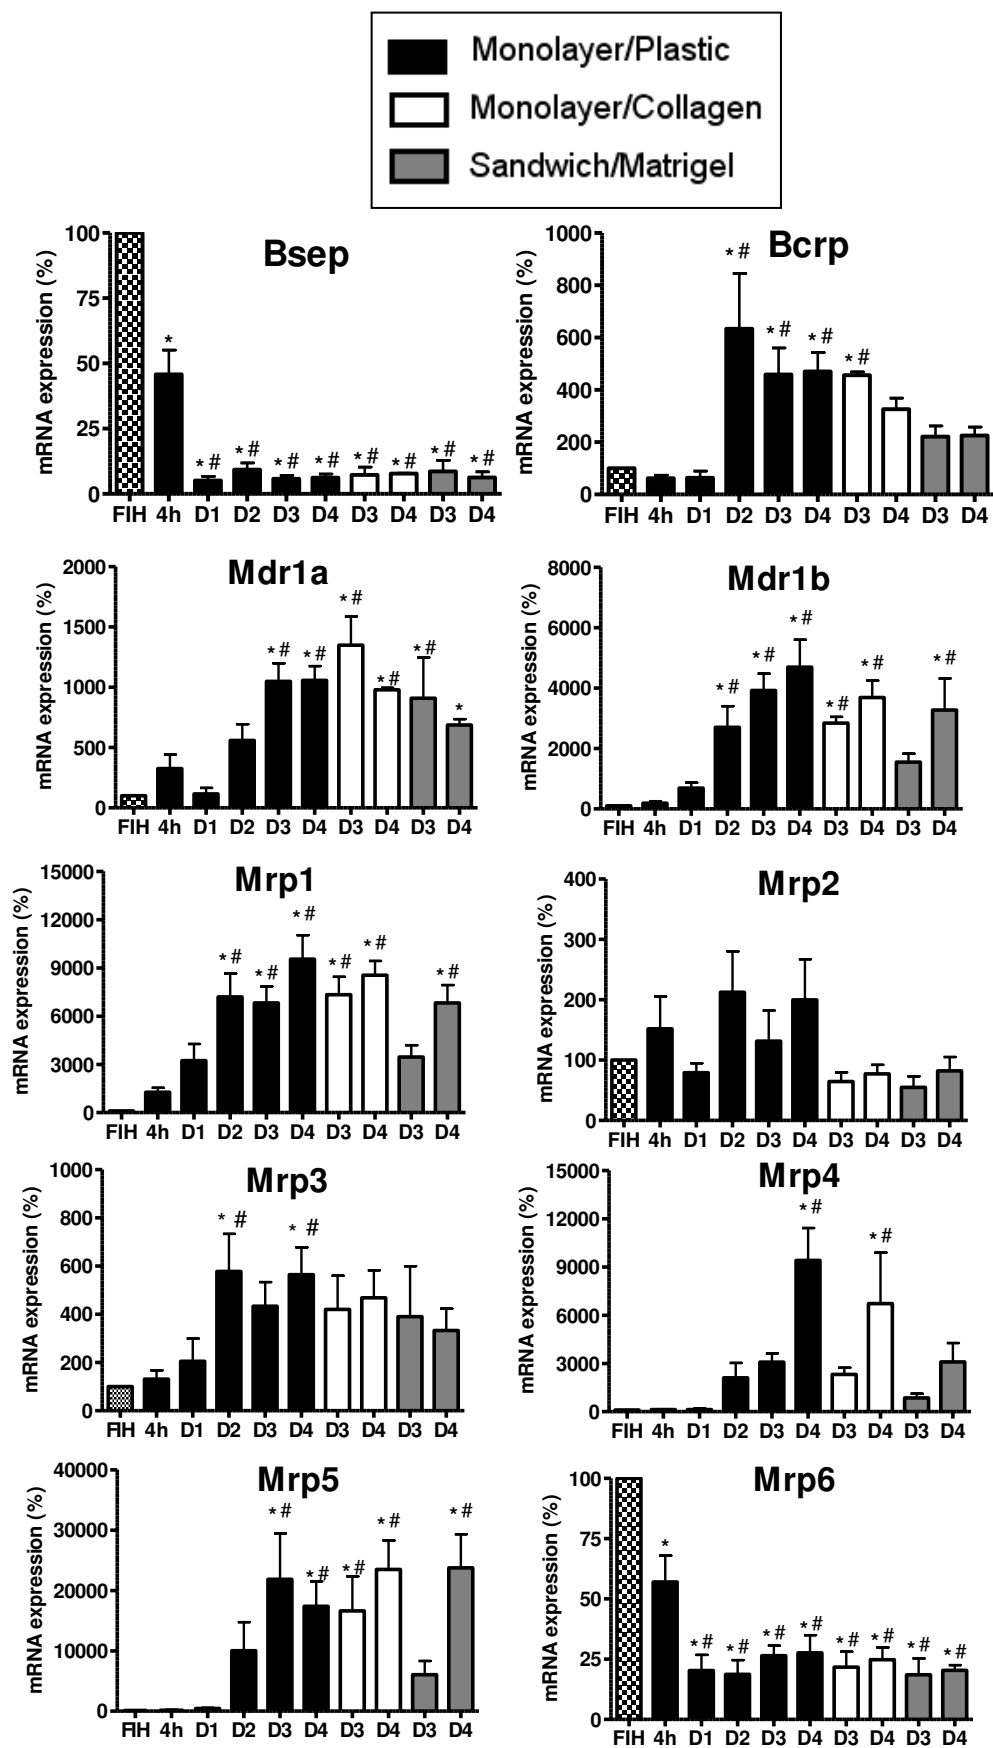 Monolayer/Plastic
Monolayer/Collagen
Sandwich/Matrigel
Bsep
mRNA expression (%)
100
75
50
25
0
*
* # * # * # * # * # * # * # * #
FIH 4h D1 D2 D3 D4 D3 D4 D3 D4
Bcrp
mRNA expression (%)
1000
800
600
400
200
0
* # * # * # * #
FIH 4h D1 D2 D3 D4 D3 D4 D3 D4
Mdr1a
mRNA expression (%)
2000
1500
1000
500
0
* # * # * # * # * # *
FIH 4h D1 D2 D3 D4 D3 D4 D3 D4
Mdr1b
mRNA expression (%)
8000
6000
4000
2000
0
* # * # * # * # * # * #
FIH 4h D1 D2 D3 D4 D3 D4 D3 D4
Mrp1
mRNA expression (%)
15000
12000
9000
6000
3000
0
* # * # * # * # * # * #
FIH 4h D1 D2 D3 D4 D3 D4 D3 D4
Mrp2
mRNA expression (%)
400
300
200
100
0
FIH 4h D1 D2 D3 D4 D3 D4 D3 D4
Mrp3
mRNA expression (%)
1000
800
600
400
200
0
* # * #
FIH 4h D1 D2 D3 D4 D3 D4 D3 D4
Mrp4
mRNA expression (%)
15000
12000
9000
6000
3000
0
* # * #
FIH 4h D1 D2 D3 D4 D3 D4 D3 D4
Mrp5
mRNA expression (%)
40000
30000
20000
10000
0
* # * # * # * # * #
FIH 4h D1 D2 D3 D4 D3 D4 D3 D4
Mrp6
mRNA expression (%)
100
75
50
25
0
*
* # * # * # * # * # * # * # * #
FIH 4h D1 D2 D3 D4 D3 D4 D3 D4